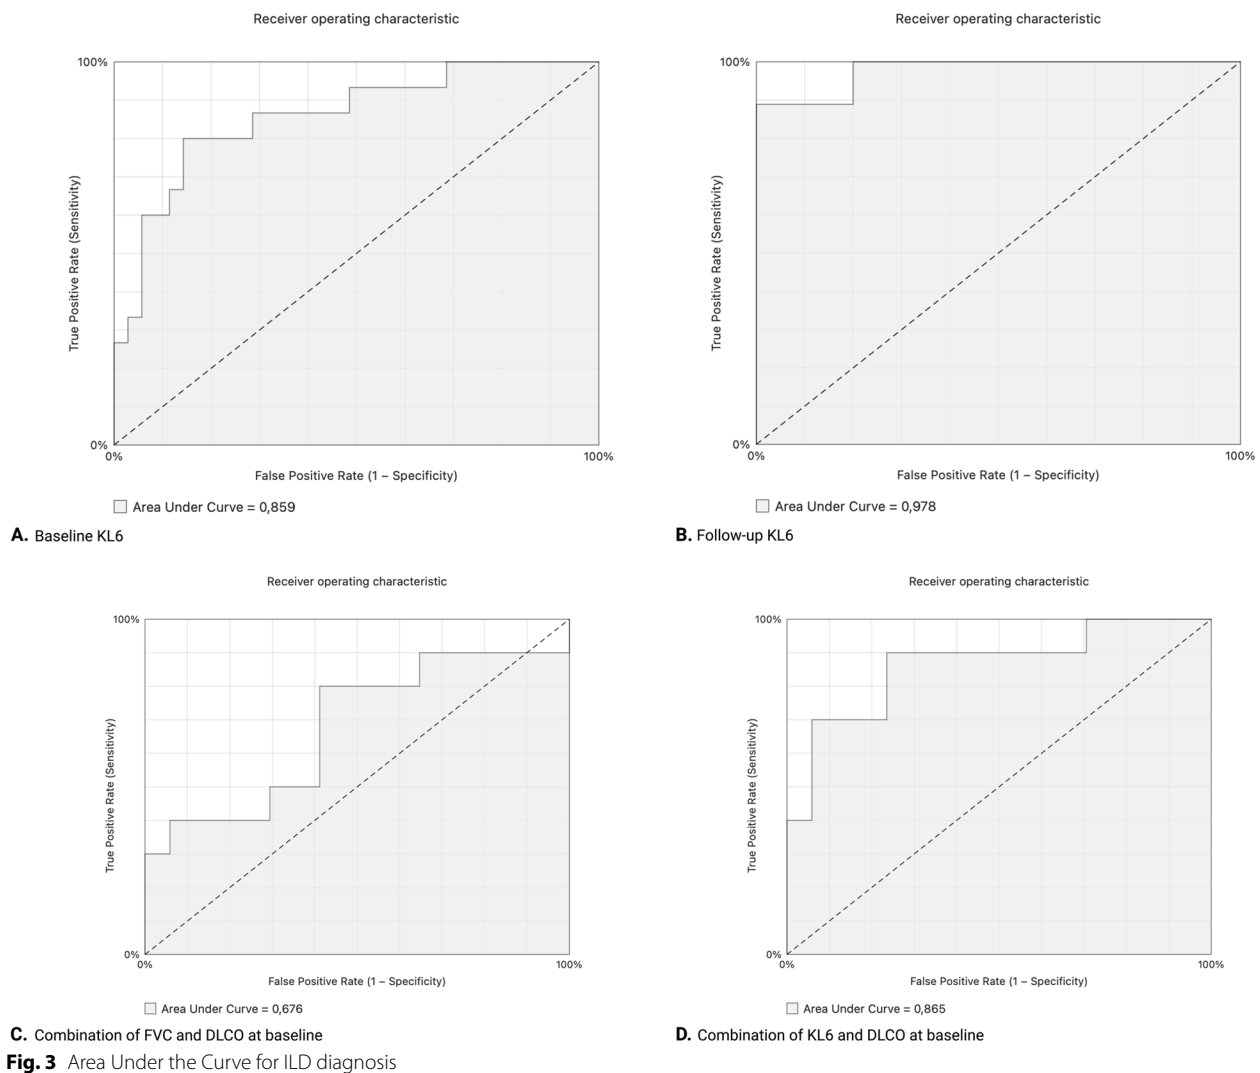 Receiver operating characteristic
100%
True Positive Rate (Sensitivity)
0%
0%
100%
False Positive Rate (1 – Specificity)
Area Under Curve = 0,859
A. Baseline KL6
Receiver operating characteristic
100%
True Positive Rate (Sensitivity)
0%
0%
100%
False Positive Rate (1 – Specificity)
Area Under Curve = 0,978
B. Follow-up KL6
Receiver operating characteristic
100%
True Positive Rate (Sensitivity)
0%
0%
100%
False Positive Rate (1 – Specificity)
Area Under Curve = 0,676
C. Combination of FVC and DLCO at baseline
Receiver operating characteristic
100%
True Positive Rate (Sensitivity)
0%
0%
100%
False Positive Rate (1 – Specificity)
Area Under Curve = 0,865
D. Combination of KL6 and DLCO at baseline
Fig. 3 Area Under the Curve for ILD diagnosis